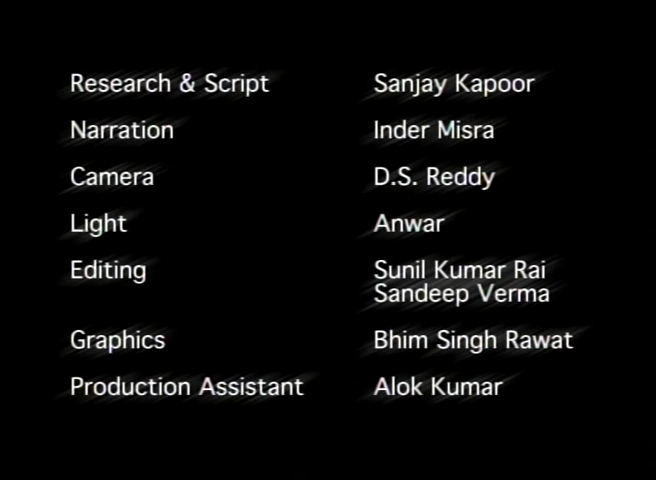 Research & Script Sanjay Kapoor
Narration Inder Misra
Camera D.S. Reddy
Light Anwar
Editing Sunil Kumar Rai
Sandeep Verma
Graphics Bhim Singh Rawat
Production Assistant Alok Kumar